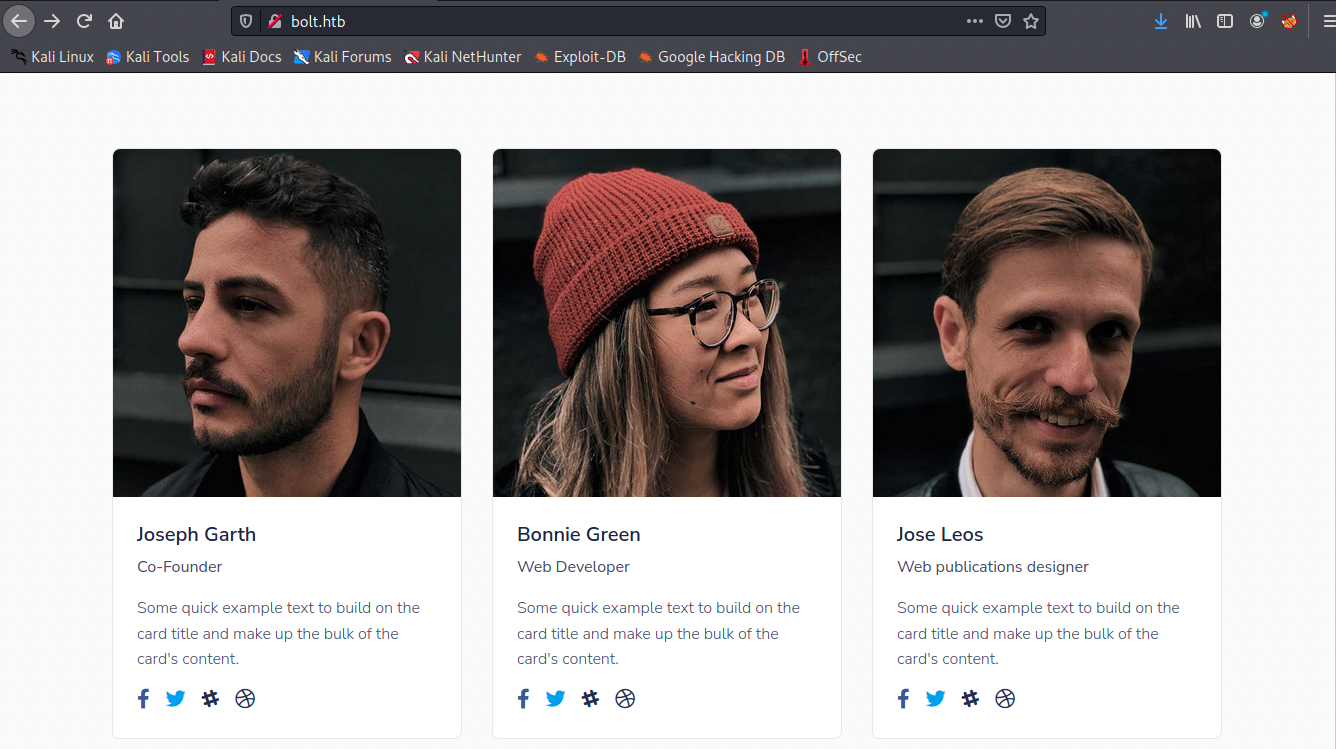 bolt.htb
Kali Linux Kali Tools Kali Docs Kali Forums Kali NetHunter Exploit-DB Google Hacking DB OffSec
Joseph Garth
Co-Founder
Some quick example text to build on the
card title and make up the bulk of the
card's content.
Bonnie Green
Web Developer
Some quick example text to build on the
card title and make up the bulk of the
card's content.
Jose Leos
Web publications designer
Some quick example text to build on the
card title and make up the bulk of the
card's content.